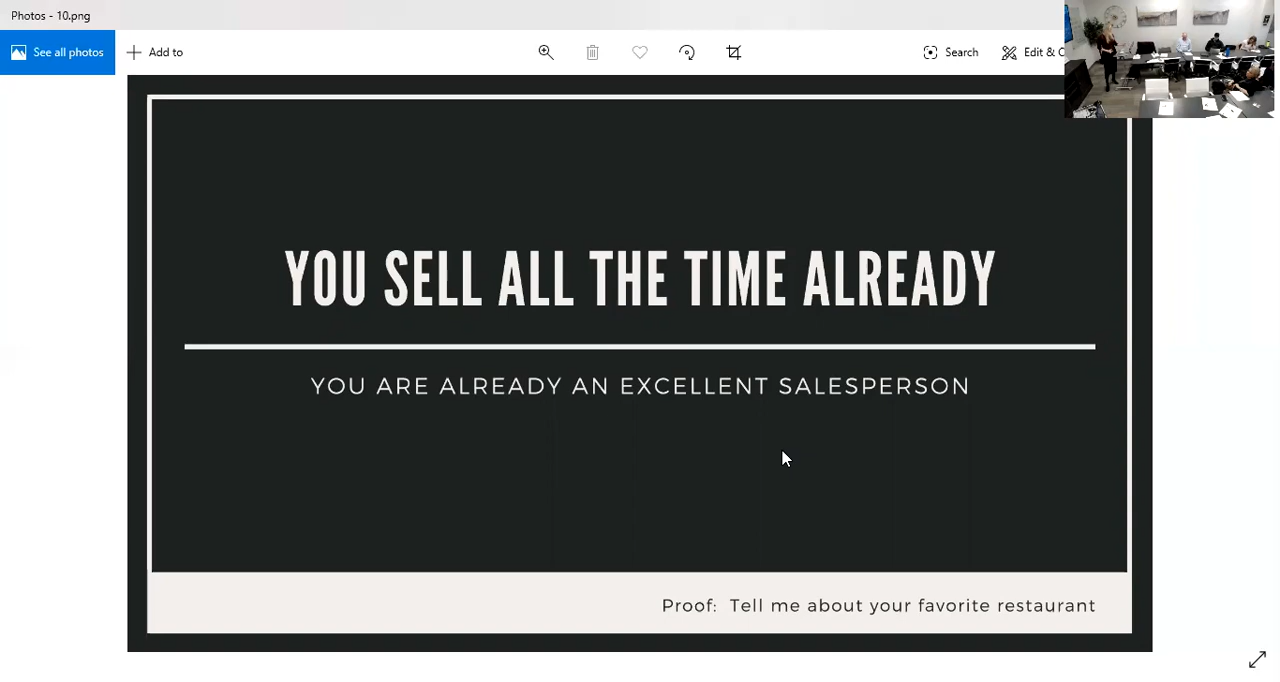 Photos - 10.png
See all photos
Add to
Search
Edit &
YOU SELL ALL THE TIME ALREADY
YOU ARE ALREADY AN EXCELLENT SALESPERSON
Proof: Tell me about your favorite restaurant